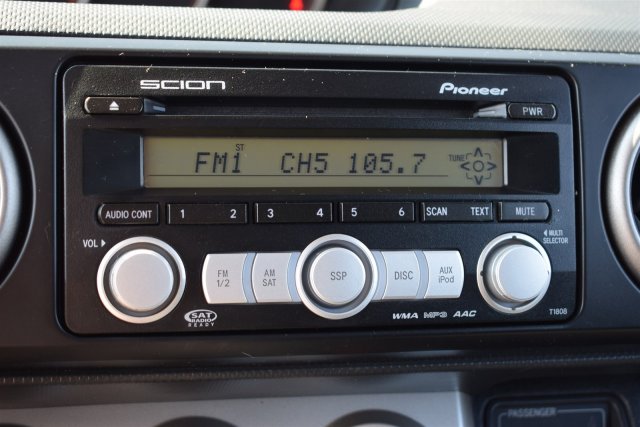 SCION Pioneer
PWR
ST
FM1 CH5 105.7 TUNE
AUDIO CONT 1 2 3 4 5 6 SCAN TEXT MUTE
VOL MULTI SELECTOR
FM 1/2 AM SAT SSP DISC AUX iPod
SAT RADIO READY
WMA MP3 AAC T1808
PASSENGER